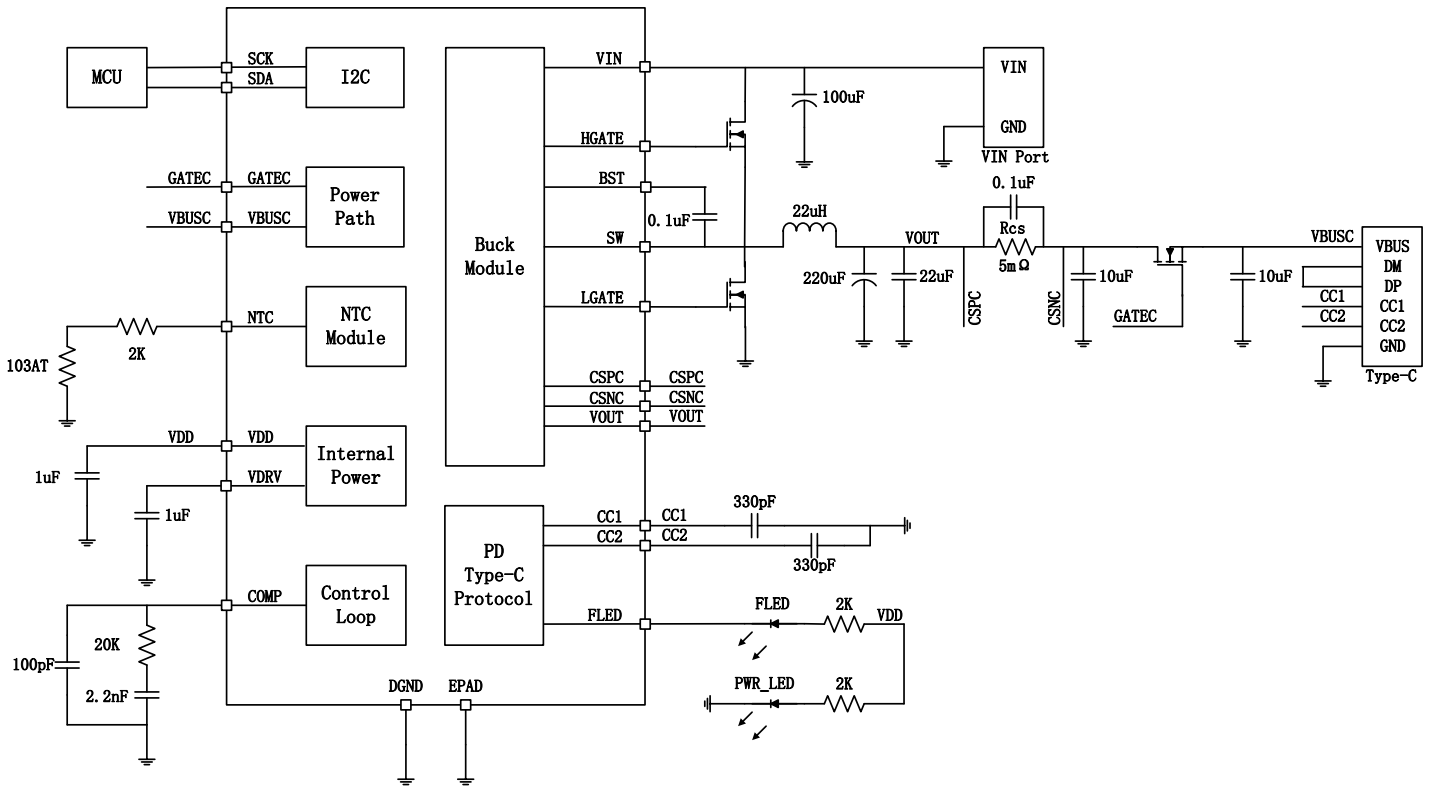 MCU
SCK
SDA
I2C
GATEC
GATEC
VBUSC
VBUSC
Power
Path
NTC
NTC
Module
2K
103AT
VDD
VDD
VDRV
Internal
Power
1uF
1uF
COMP
Control
Loop
20K
100pF
2.2nF
DGND
EPAD
Buck
Module
VIN
HGATE
BST
SW
LGATE
CSPC
CSPC
CSNC
CSNC
VOUT
VOUT
0.1uF
100uF
VIN
GND
VIN Port
22uH
VOUT
220uF
22uF
0.1uF
Rcs
5mΩ
CSPC
CSNC
10uF
GATEC
10uF
VBUSC
VBUS
DM
DP
CC1
CC1
CC2
CC2
GND
Type-C
PD
Type-C
Protocol
CC1
CC1
CC2
CC2
330pF
330pF
FLED
FLED
2K
VDD
PWR_LED
2K